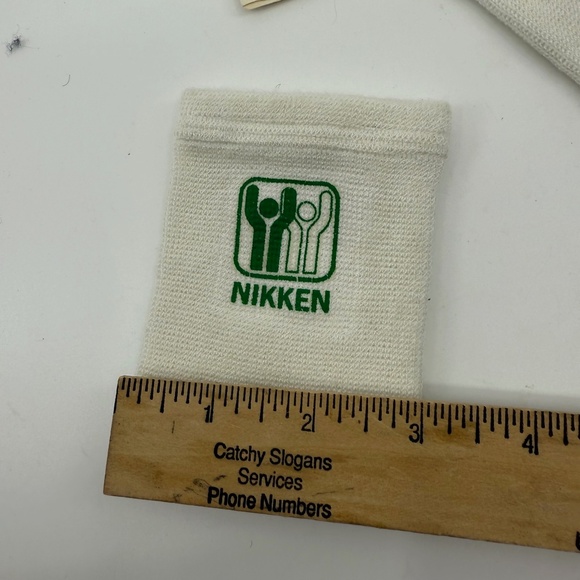 NIKKEN
1 2 3 4
Catchy Slogans
Services
Phone Numbers